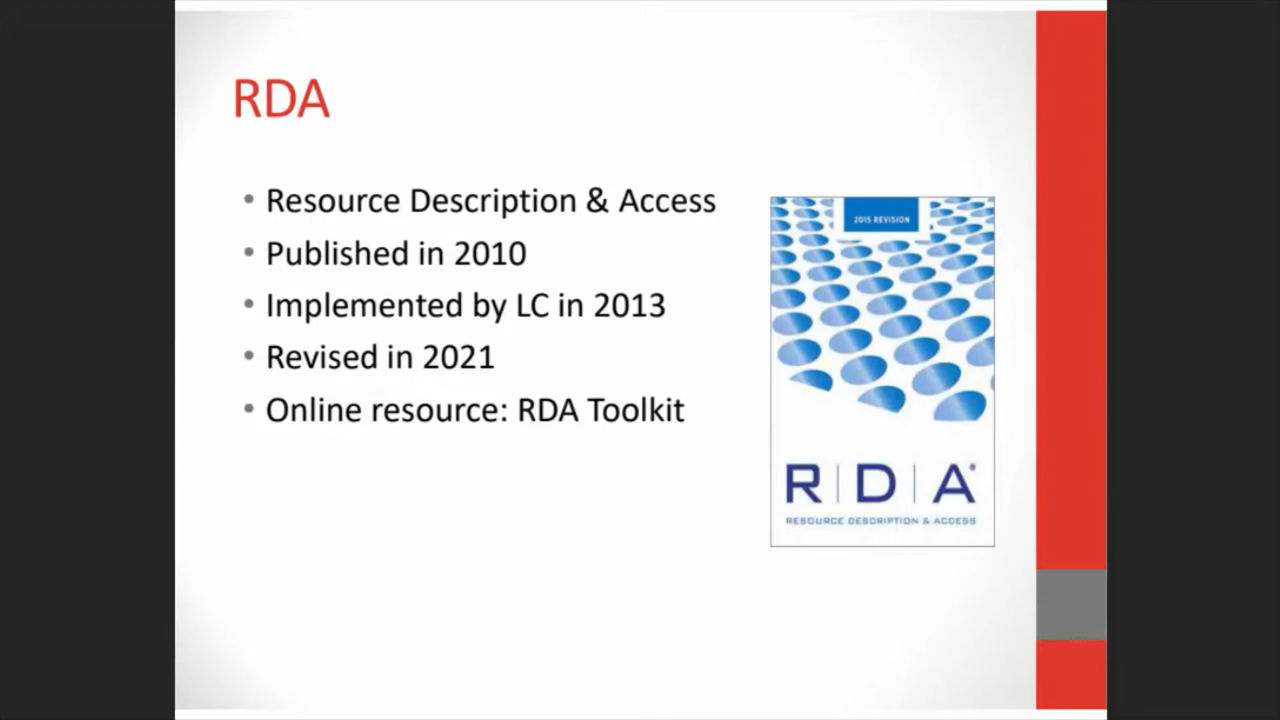 RDA
• Resource Description & Access
• Published in 2010
• Implemented by LC in 2013
• Revised in 2021
• Online resource: RDA Toolkit
2015 REVISION
R|D|A®
RESOURCE DESCRIPTION & ACCESS